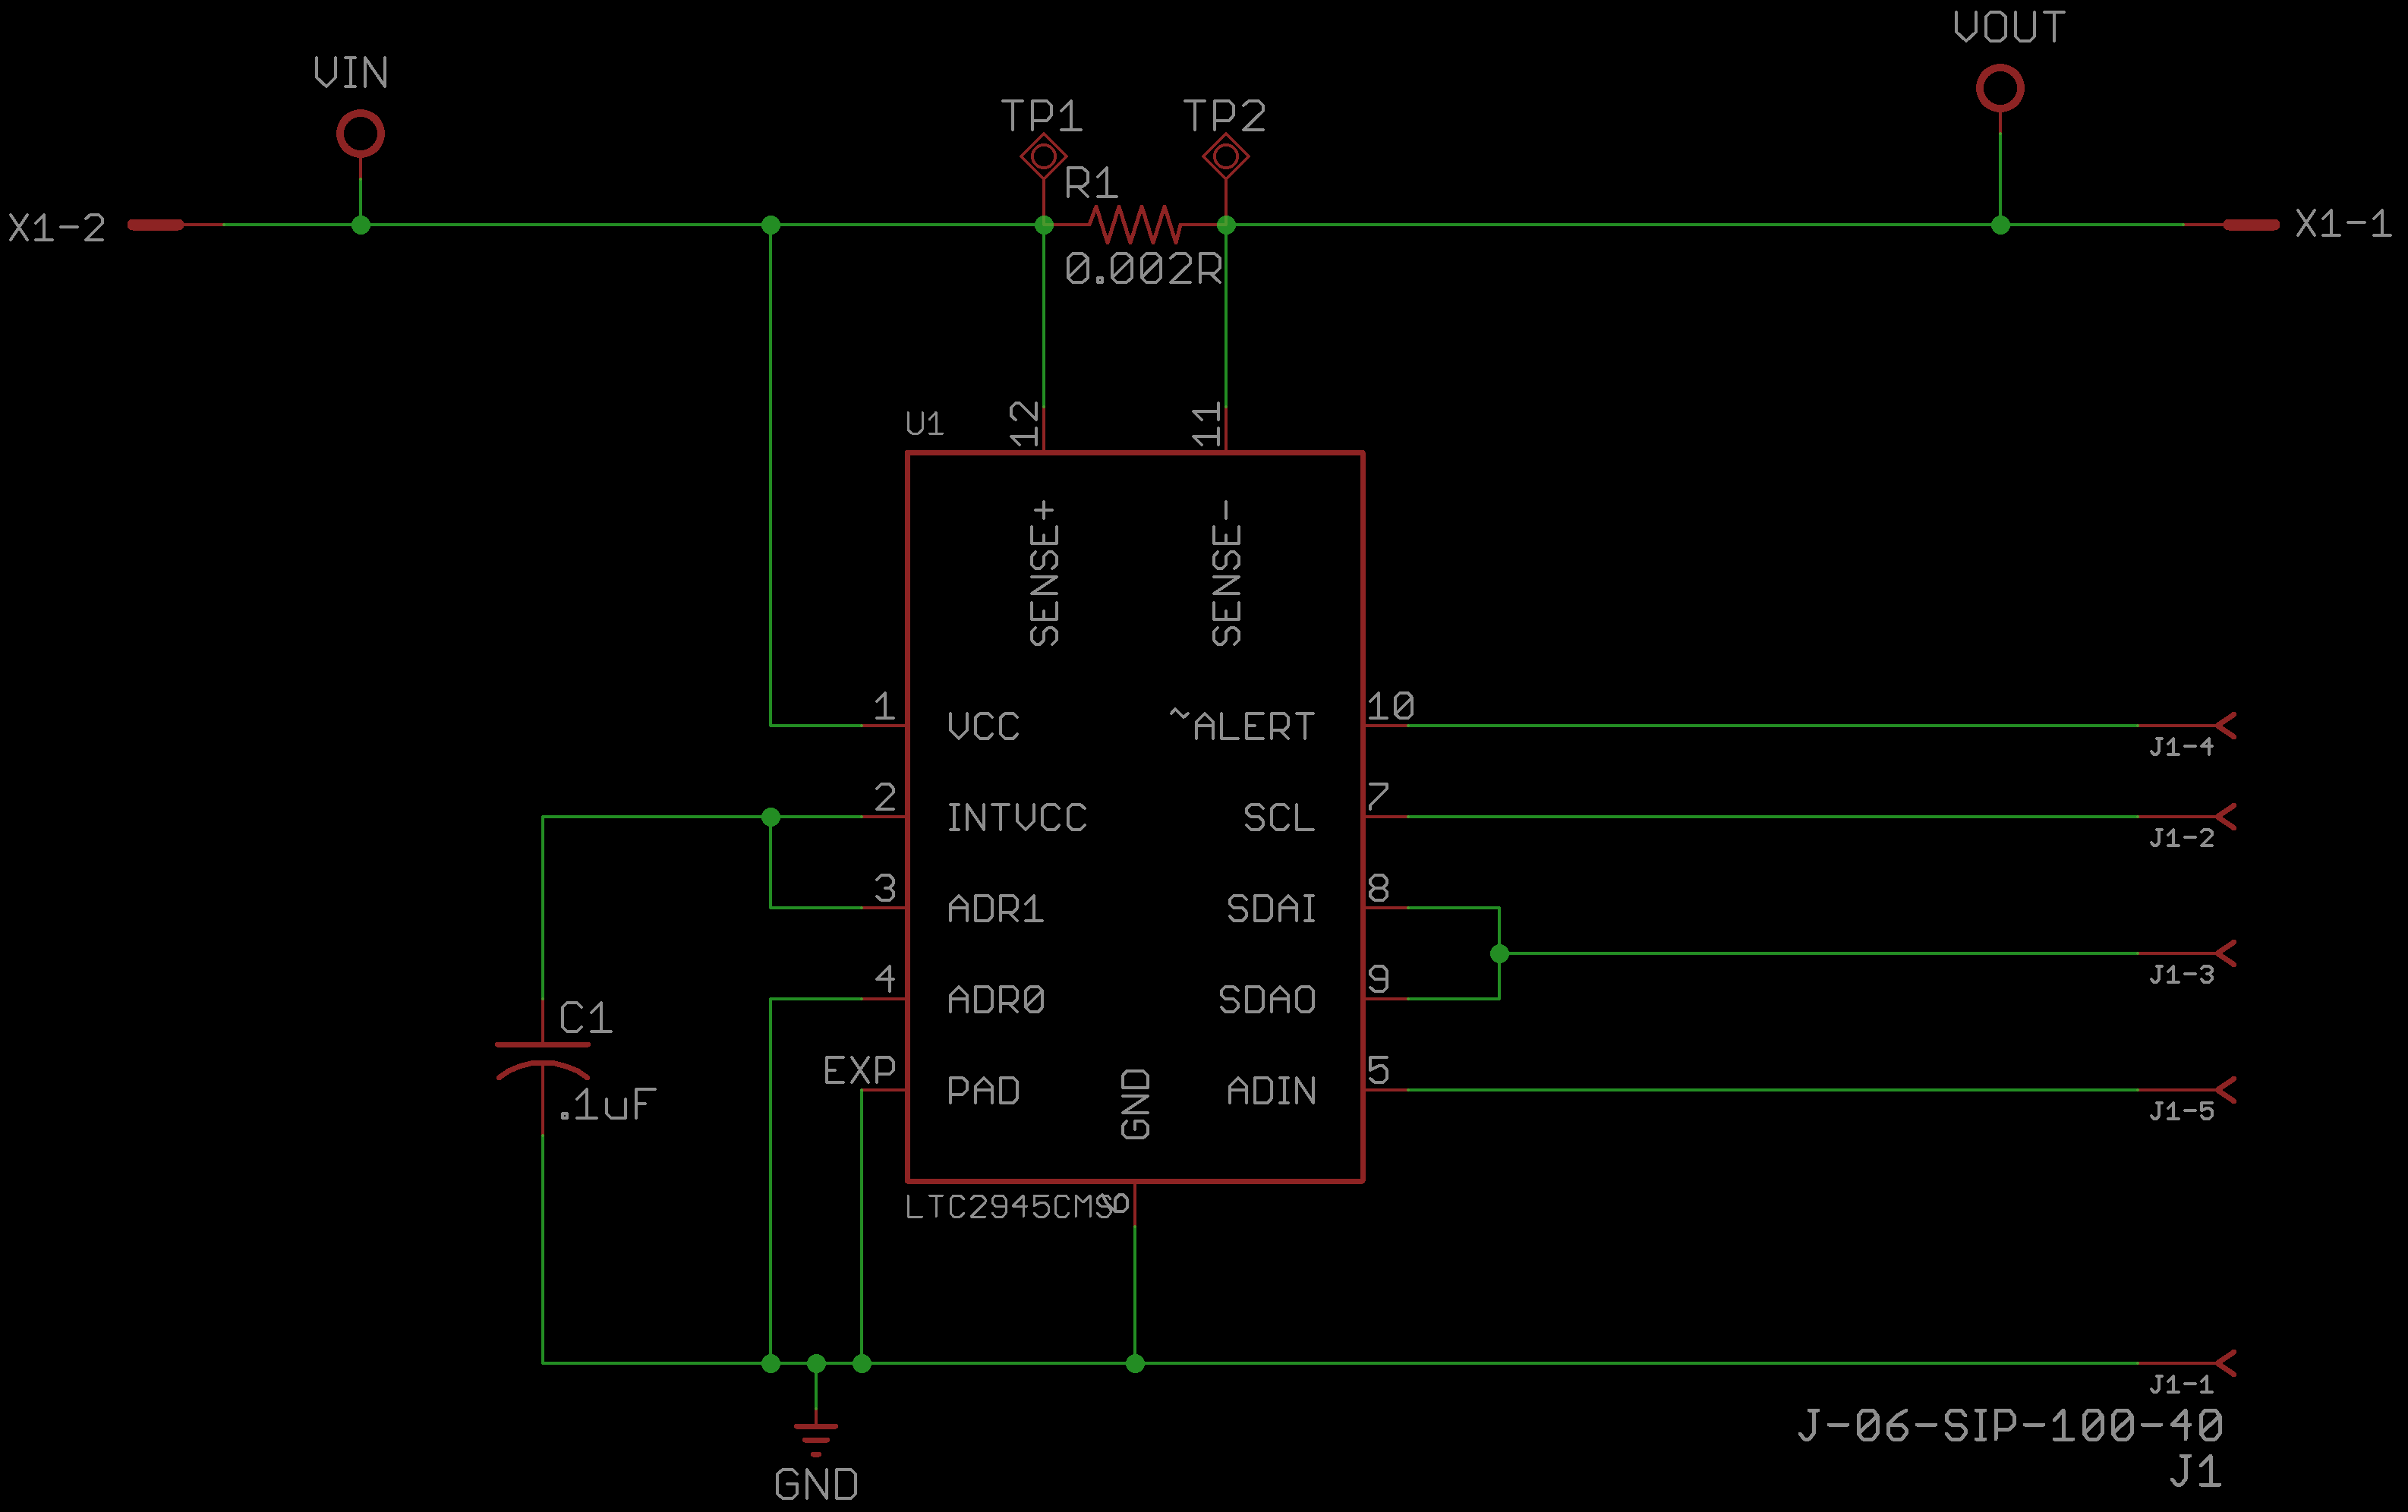 VOUT
VIN
TP1
TP2
R1
X1-2
X1-1
0.002R
U1
12
11
SENSE+
SENSE-
1
VCC
~ALERT
10
J1-4
2
INTVCC
SCL
7
J1-2
3
ADR1
SDAI
8
J1-3
4
ADR0
SDAO
9
C1
.1uF
EXP
PAD
GND
ADIN
5
J1-5
LTC2945CMS
6
J1-1
J-06-SIP-100-40
J1
GND